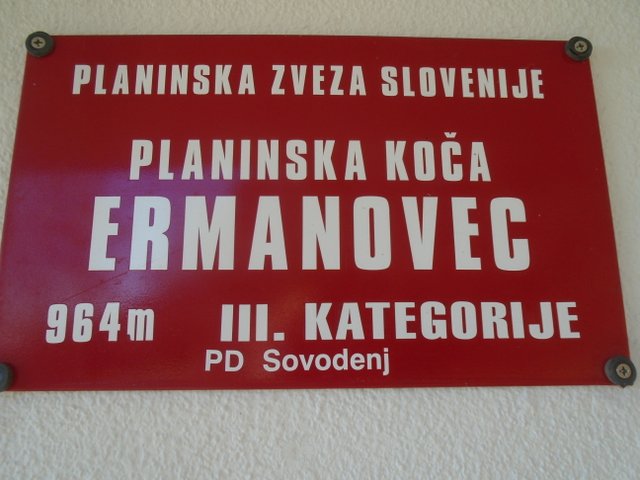 PLANINSKA ZVEZA SLOVENIJE
PLANINSKA KOČA
ERMANOVEC
964m III. KATEGORIJE
PD Sovodenj